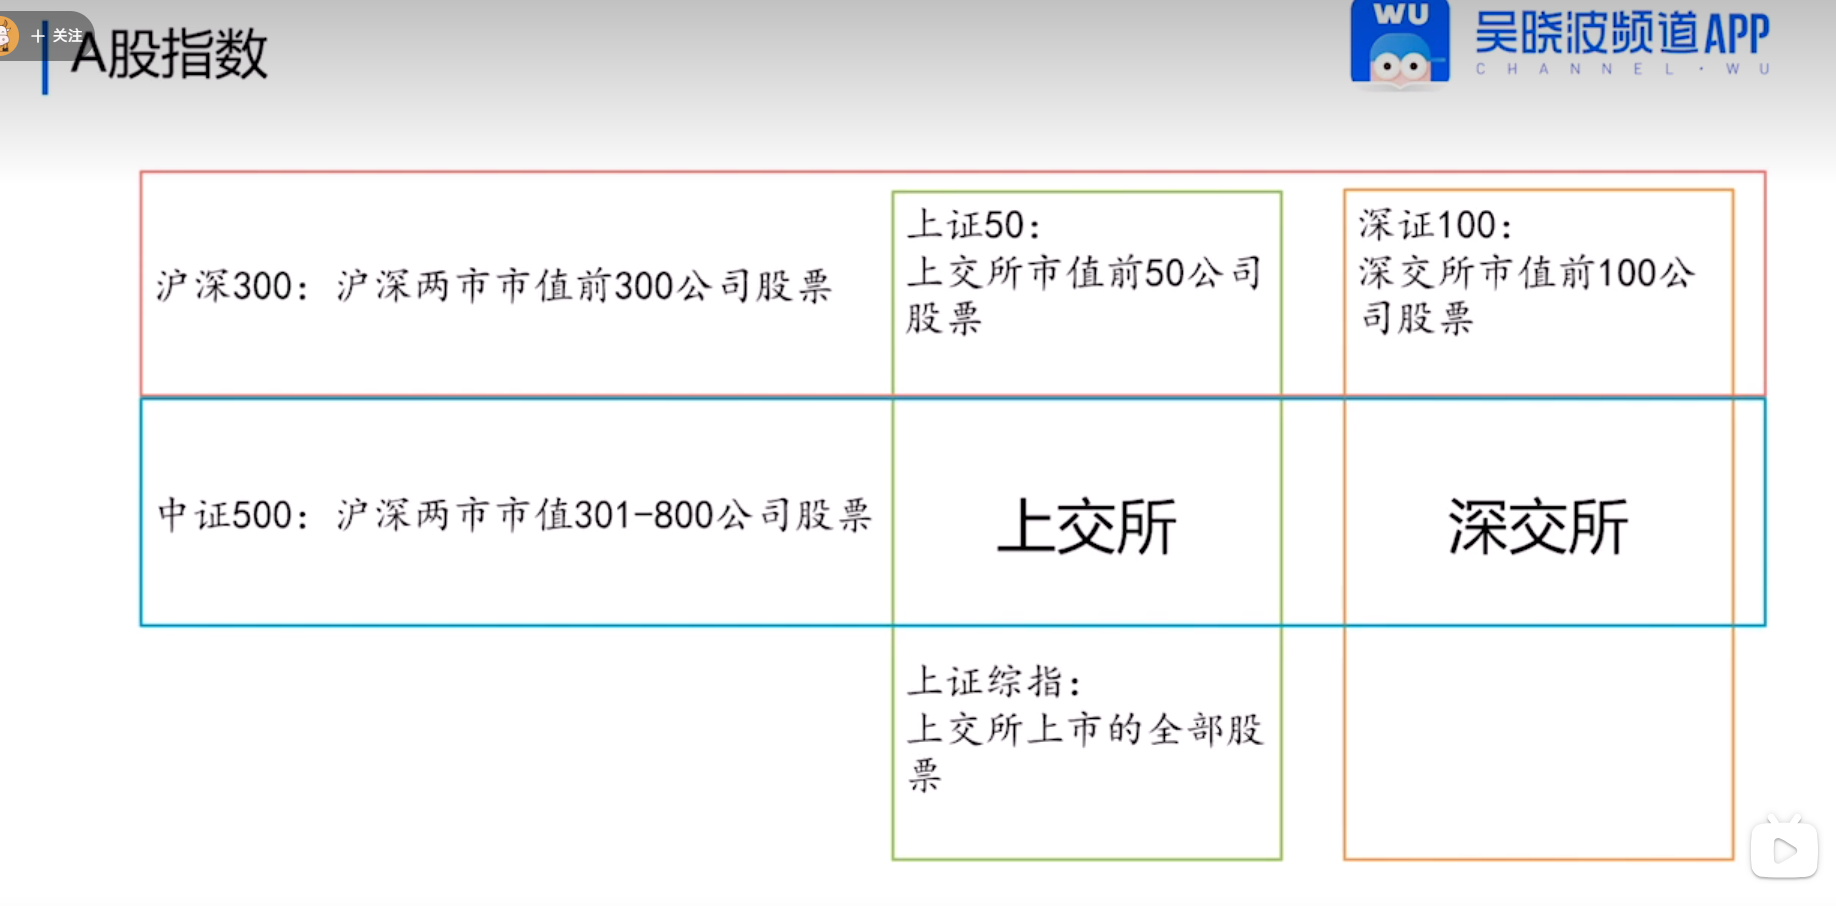 + 关注
A股指数
WU
吴晓波频道APP
CHANNEL·WU
沪深300：沪深两市市值前300公司股票
上证50：
上交所市值前50公司
股票
深证100：
深交所市值前100公
司股票
中证500：沪深两市市值301-800公司股票
上交所
深交所
上证综指：
上交所上市的全部股
票